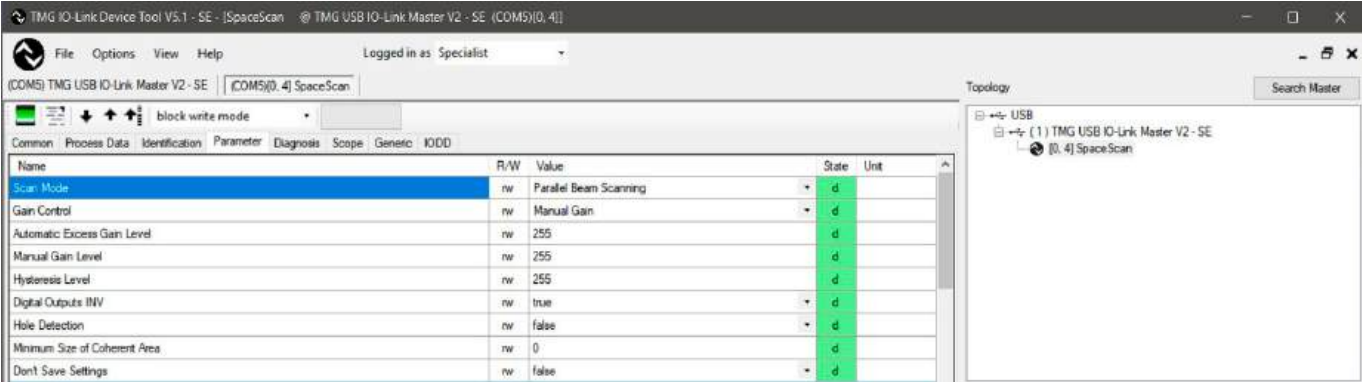 TMG IO-Link Device Tool V5.1 - SE - [SpaceScan @ TMG USB IO-Link Master V2 - SE (COM5)[0, 4]]
File Options View Help Logged in as Specialist
(COM5) TMG USB IO-Link Master V2 - SE (COM5)[0, 4] SpaceScan
block write mode
Common Process Data Identification Parameter Diagnosis Scope Generic IODD
Name R/W Value State Unit
Scan Mode rw Parallel Beam Scanning d
Gain Control rw Manual Gain d
Automatic Excess Gain Level rw 255 d
Manual Gain Level rw 255 d
Hysteresis Level rw 255 d
Digital Outputs INV rw true d
Hole Detection rw false d
Minimum Size of Coherent Area rw 0 d
Don't Save Settings rw false d
Topology Search Master
USB
(1) TMG USB IO-Link Master V2 - SE
[0, 4] SpaceScan